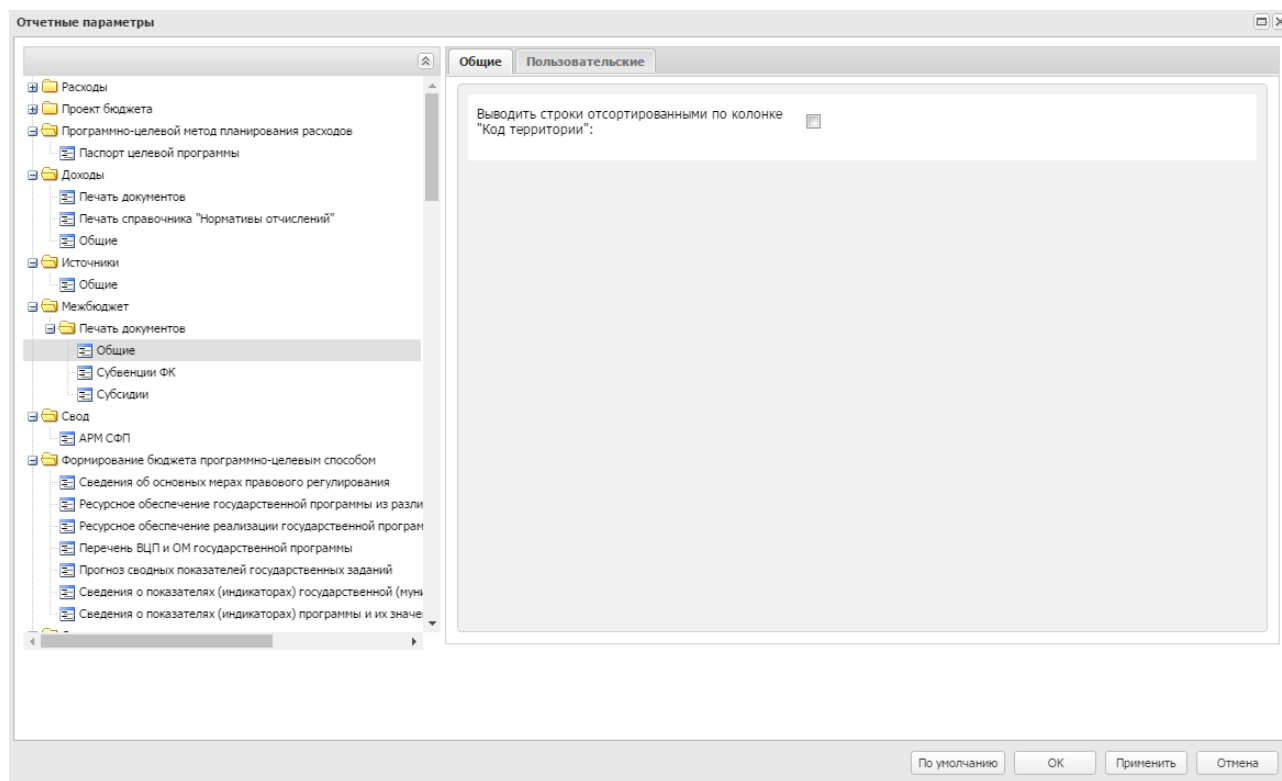 Отчетные параметры
Расходы
Проект бюджета
Программно-целевой метод планирования расходов
Паспорт целевой программы
Доходы
Печать документов
Печать справочника "Нормативы отчислений"
Общие
Источники
Общие
Межбюджет
Печать документов
Общие
Субвенции ФК
Субсидии
Свод
АРМ СФП
Формирование бюджета программно-целевым способом
Сведения об основных мерах правового регулирования
Ресурсное обеспечение государственной программы из разли
Ресурсное обеспечение реализации государственной програм
Перечень ВЦП и ОМ государственной программы
Прогноз сводных показателей государственных заданий
Сведения о показателях (индикаторах) государственной (муни
Сведения о показателях (индикаторах) программы и их значе
Общие Пользовательские
Выводить строки отсортированными по колонке
"Код территории":
По умолчанию ОК Применить Отмена